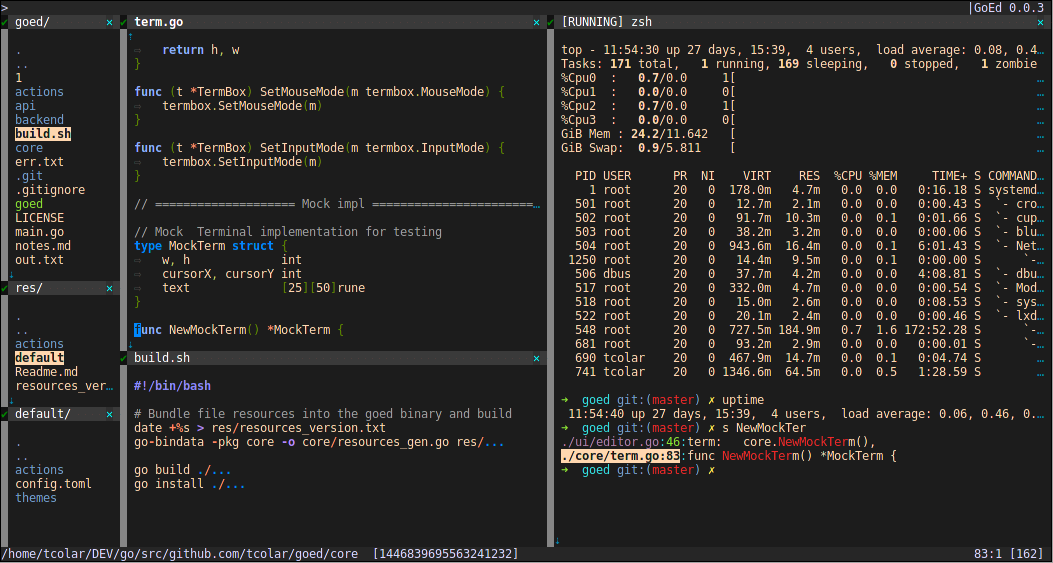 >
|GoEd 0.0.3
✔ goed/ ×
.
..
1
actions
api
backend
build.sh
core
err.txt
.git
.gitignore
goed
LICENSE
main.go
notes.md
out.txt
↓
✔ res/ ×
.
..
actions
default
Readme.md
resources_ver…
↓
✔ default/ ×
.
..
actions
config.toml
themes
✔ term.go ×
↑
⇨ return h, w
}
func (t *TermBox) SetMouseMode(m termbox.MouseMode) {
⇨ termbox.SetMouseMode(m)
}
func (t *TermBox) SetInputMode(m termbox.InputMode) {
⇨ termbox.SetInputMode(m)
}
// ==================== Mock impl ========================…
// Mock  Terminal implementation for testing
type MockTerm struct {
⇨ w, h             int
⇨ cursorX, cursorY int
⇨ text             [25][50]rune
}
func NewMockTerm() *MockTerm {
↓
✔ build.sh ×
#!/bin/bash
# Bundle file resources into the goed binary and build
date +%s > res/resources_version.txt
go-bindata -pkg core -o core/resources_gen.go res/...
go build ./...
go install ./...
✔ [RUNNING] zsh ×
top - 11:54:30 up 27 days, 15:39,  4 users,  load average: 0.08, 0.4…
Tasks: 171 total,   1 running, 169 sleeping,   0 stopped,   1 zombie
%Cpu0  :   0.7/0.0     1[ …
%Cpu1  :   0.0/0.0     0[ …
%Cpu2  :   0.7/0.0     1[ …
%Cpu3  :   0.0/0.0     0[ …
GiB Mem : 24.2/11.642   [ …
GiB Swap:  0.9/5.811    [ …
PID USER      PR  NI    VIRT    RES  %CPU %MEM     TIME+ S COMMAND…
1 root      20   0  178.0m   4.7m   0.0  0.0   0:16.18 S systemd…
501 root      20   0   12.7m   2.1m   0.0  0.0   0:00.43 S  `- cro…
502 root      20   0   91.7m  10.3m   0.0  0.1   0:01.66 S  `- cup…
503 root      20   0   38.2m   3.2m   0.0  0.0   0:00.06 S  `- blu…
504 root      20   0  943.6m  16.4m   0.0  0.1   6:01.43 S  `- Net…
1250 root      20   0   14.4m   9.5m   0.0  0.1   0:00.00 S      `-…
506 dbus      20   0   37.7m   4.2m   0.0  0.0   4:08.81 S  `- dbu…
517 root      20   0  332.0m   4.7m   0.0  0.0   0:00.54 S  `- Mod…
518 root      20   0   15.0m   2.6m   0.0  0.0   0:08.53 S  `- sys…
522 root      20   0   20.1m   2.4m   0.0  0.0   0:00.46 S  `- lxd…
548 root      20   0  727.5m 184.9m   0.7  1.6 172:52.28 S      `-…
681 root      20   0   93.2m   2.9m   0.0  0.0   0:00.01 S      `-…
690 tcolar    20   0  467.9m  14.7m   0.0  0.1   0:04.74 S …
741 tcolar    20   0 1346.6m  64.5m   0.0  0.5   1:28.59 S …
➜  goed git:(master) ✗ uptime
11:54:40 up 27 days, 15:39,  4 users,  load average: 0.06, 0.46, 0.…
➜  goed git:(master) ✗ s NewMockTer
./ui/editor.go:46:term:   core.NewMockTerm(),
./core/term.go:83:func NewMockTerm() *MockTerm {
➜  goed git:(master) ✗
↓
/home/tcolar/DEV/go/src/github.com/tcolar/goed/core  [1446839695563241232]
83:1 [162]